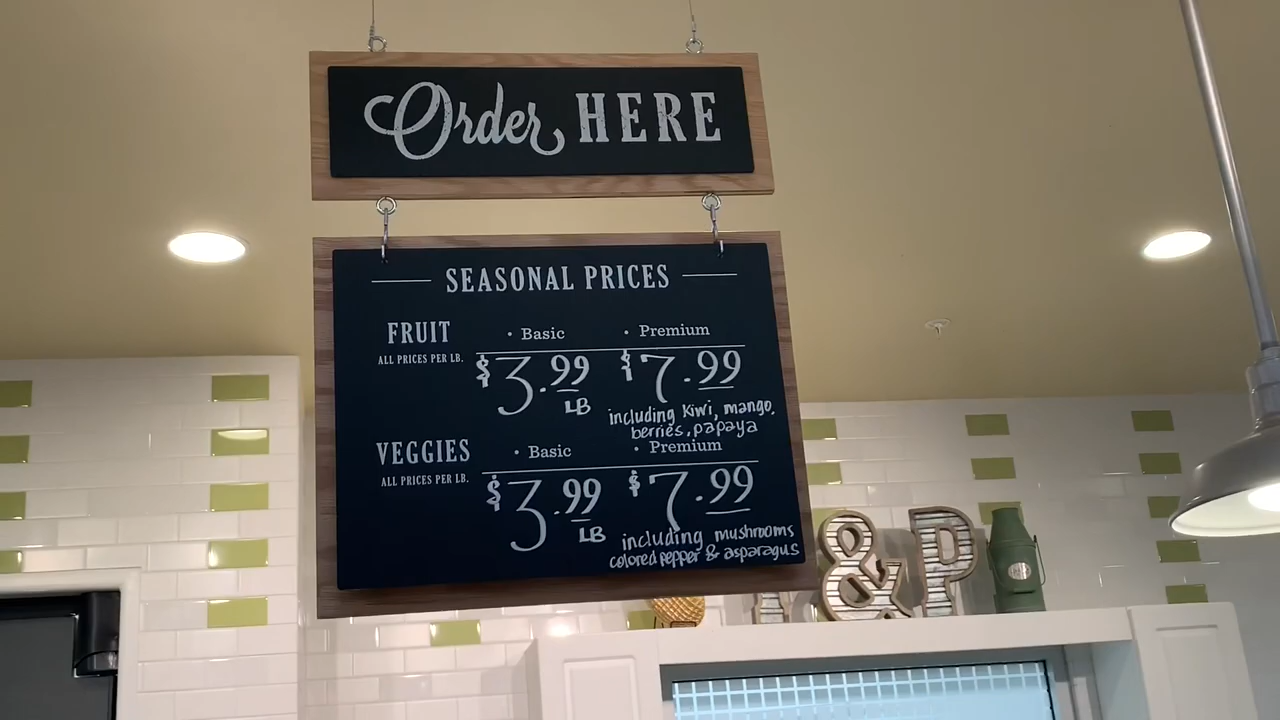 Order HERE
SEASONAL PRICES
FRUIT • Basic • Premium
ALL PRICES PER LB.
$3.99 $7.99
LB
including Kiwi, mango,
berries, papaya
VEGGIES • Basic • Premium
ALL PRICES PER LB.
$3.99 $7.99
LB
including mushrooms
colored pepper & asparagus
&P